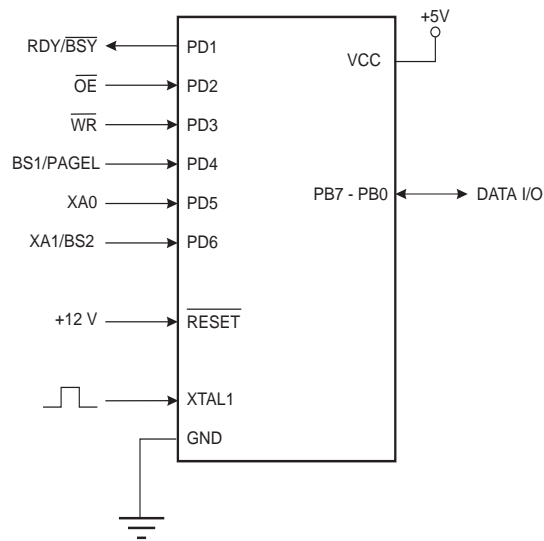 +5V
RDY/BSY PD1
VCC
OE PD2
WR PD3
BS1/PAGEL PD4
PB7 - PB0 DATA I/O
XA0 PD5
XA1/BS2 PD6
+12 V RESET
XTAL1
GND